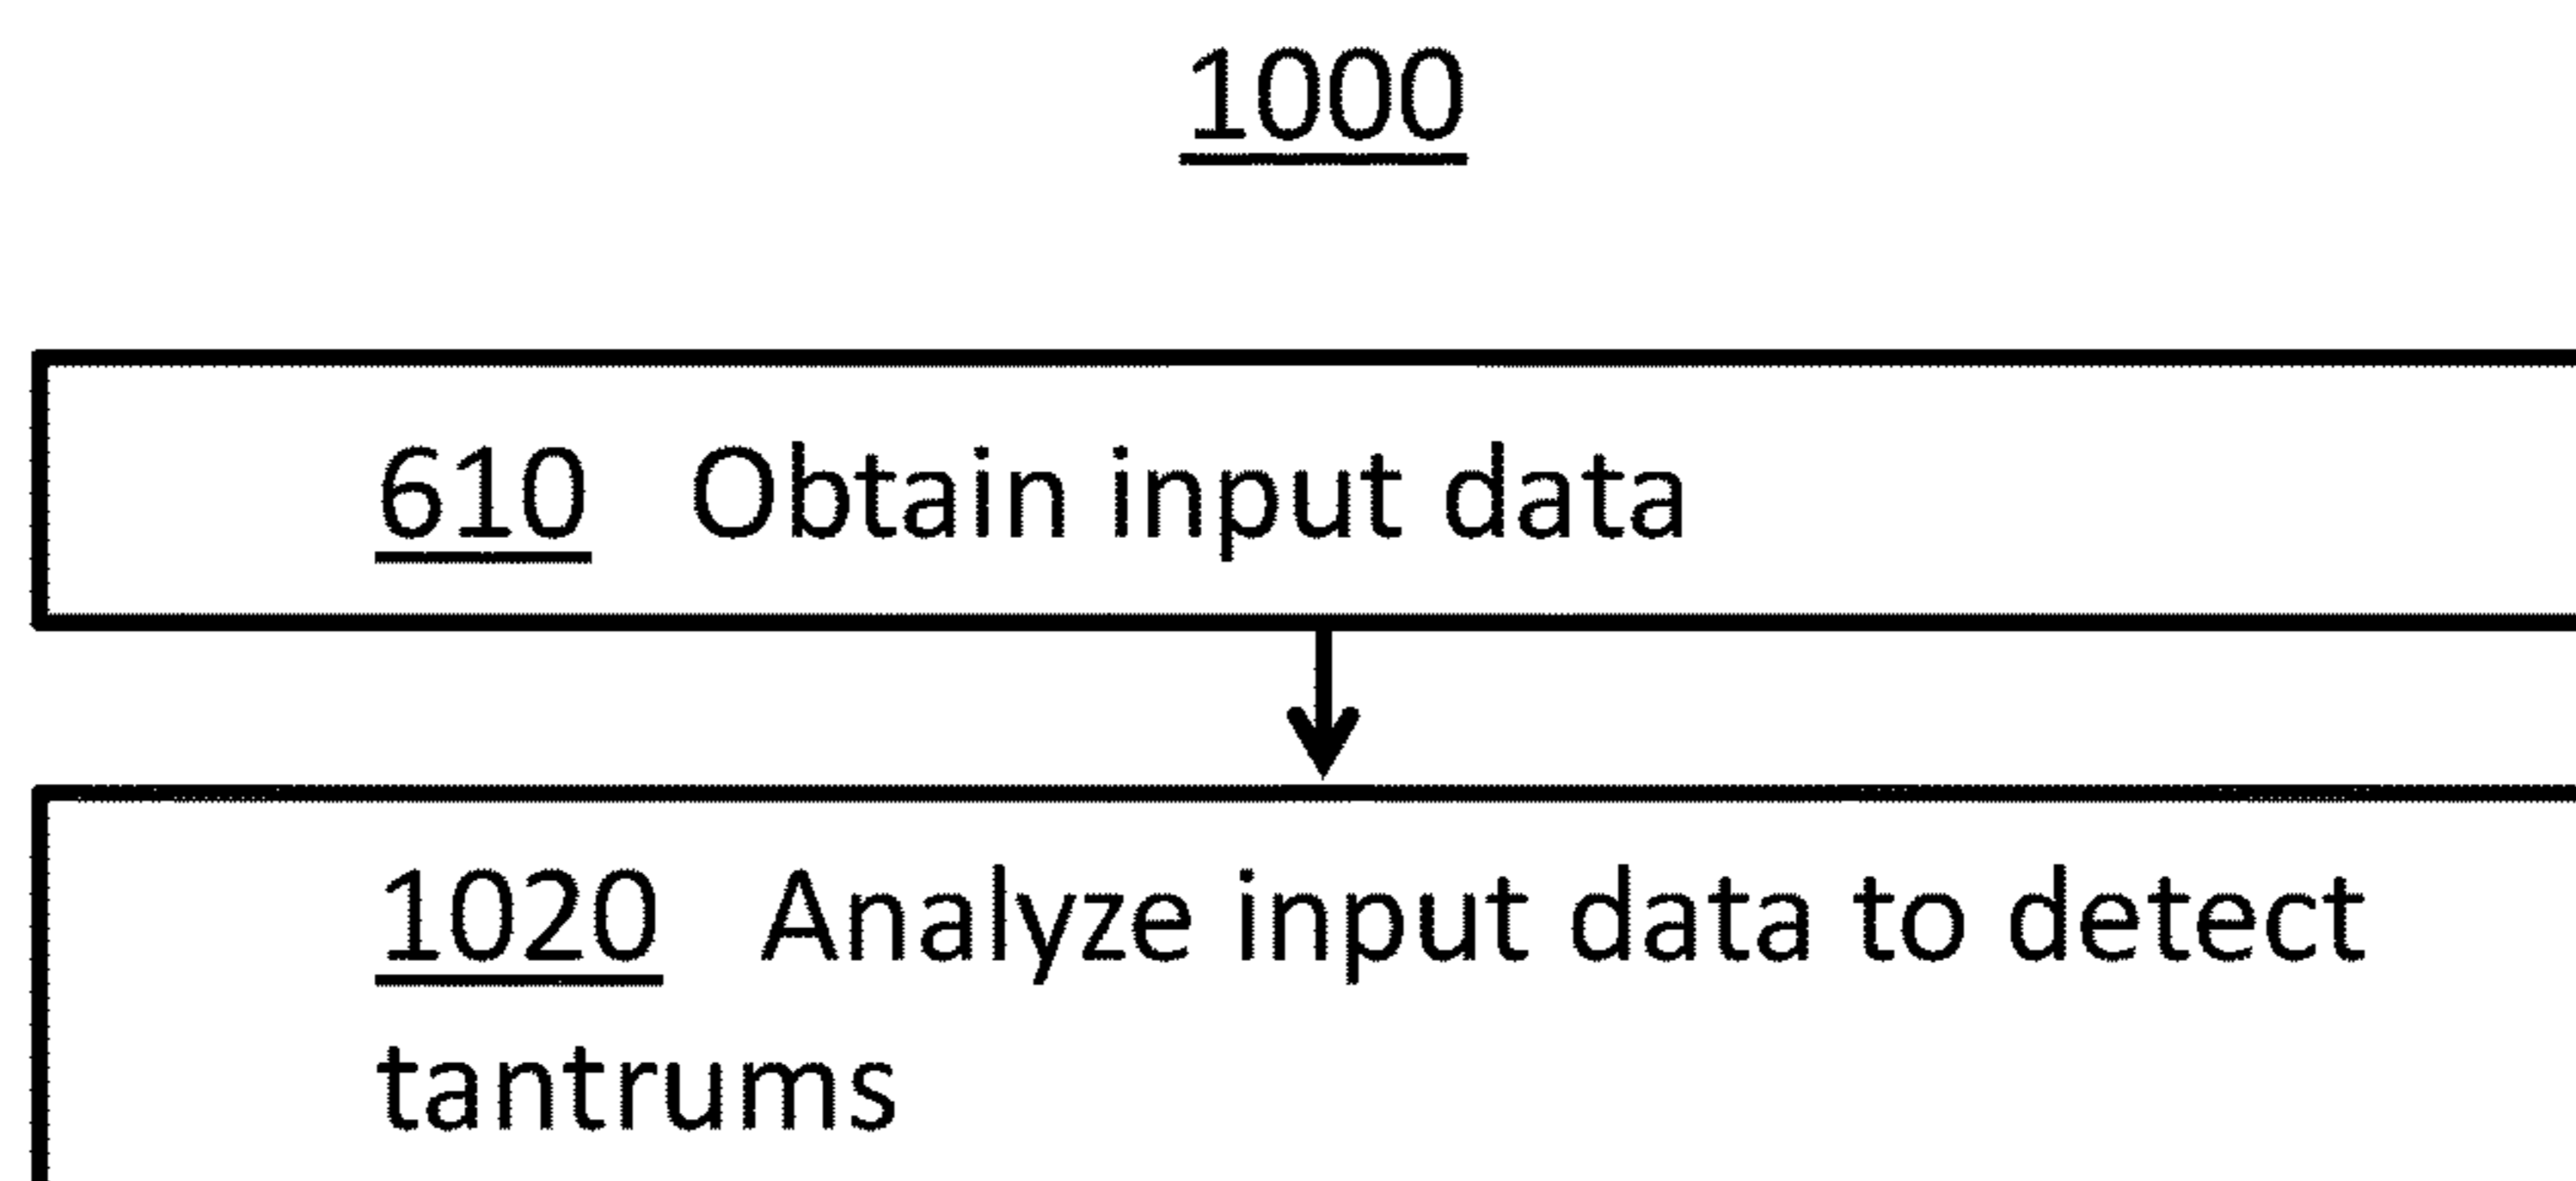 1000
610 Obtain input data
1020 Analyze input data to detect
tantrums